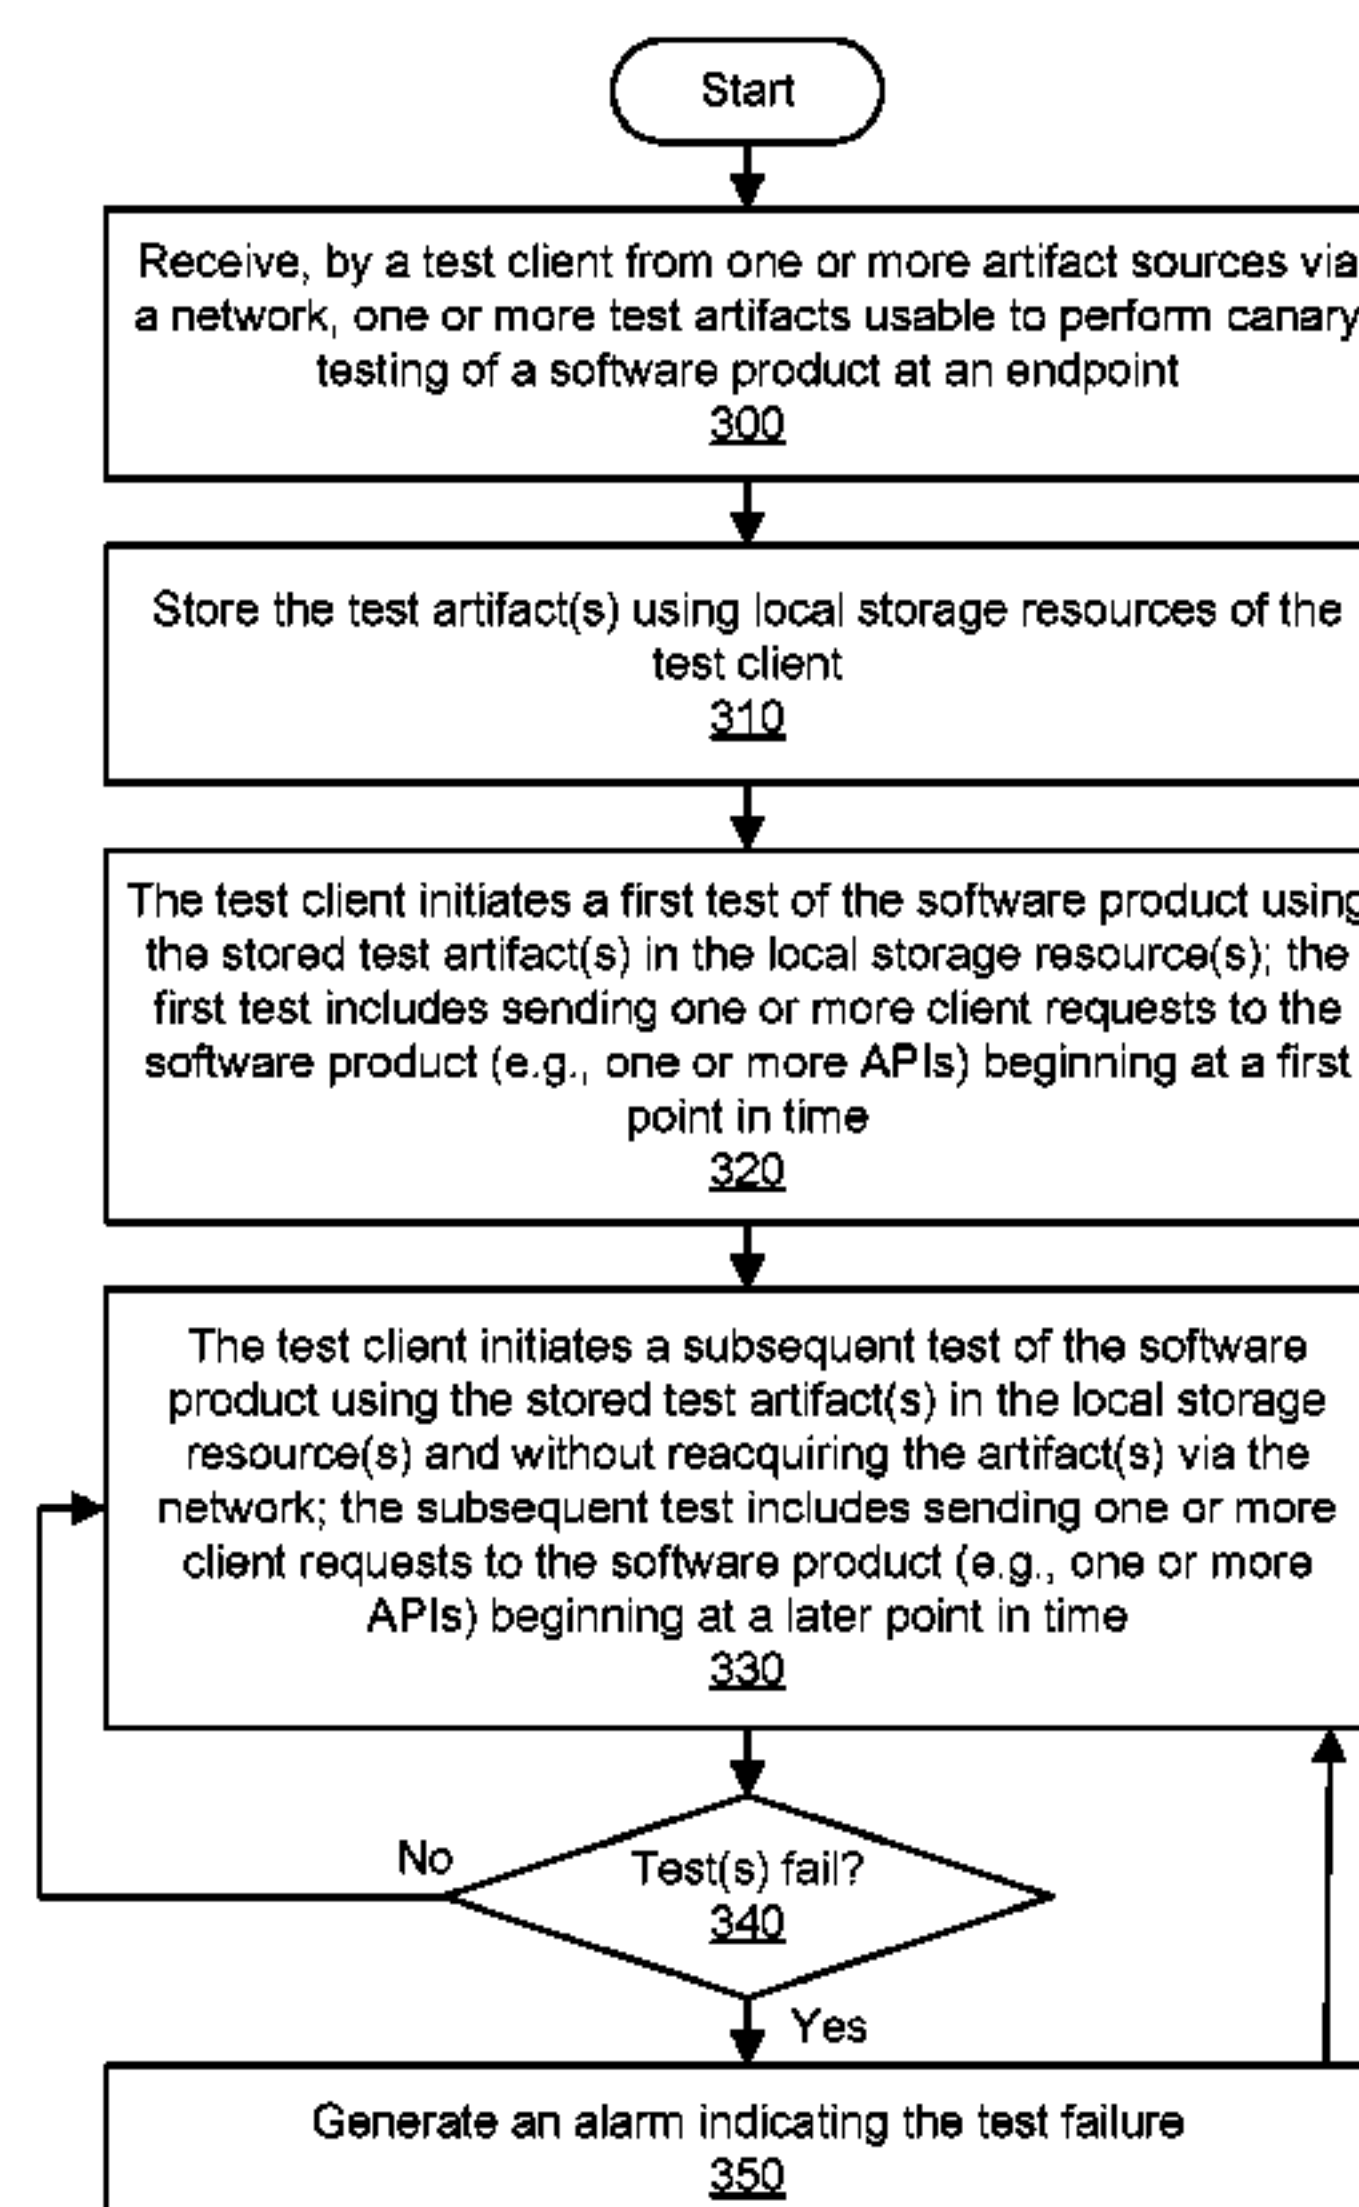 Start
Receive, by a test client from one or more artifact sources via
a network, one or more test artifacts usable to perform canary
testing of a software product at an endpoint
300
Store the test artifact(s) using local storage resources of the
test client
310
The test client initiates a first test of the software product using
the stored test artifact(s) in the local storage resource(s); the
first test includes sending one or more client requests to the
software product (e.g., one or more APIs) beginning at a first
point in time
320
The test client initiates a subsequent test of the software
product using the stored test artifact(s) in the local storage
resource(s) and without reacquiring the artifact(s) via the
network; the subsequent test includes sending one or more
client requests to the software product (e.g., one or more
APIs) beginning at a later point in time
330
No
Test(s) fail?
340
Yes
Generate an alarm indicating the test failure
350